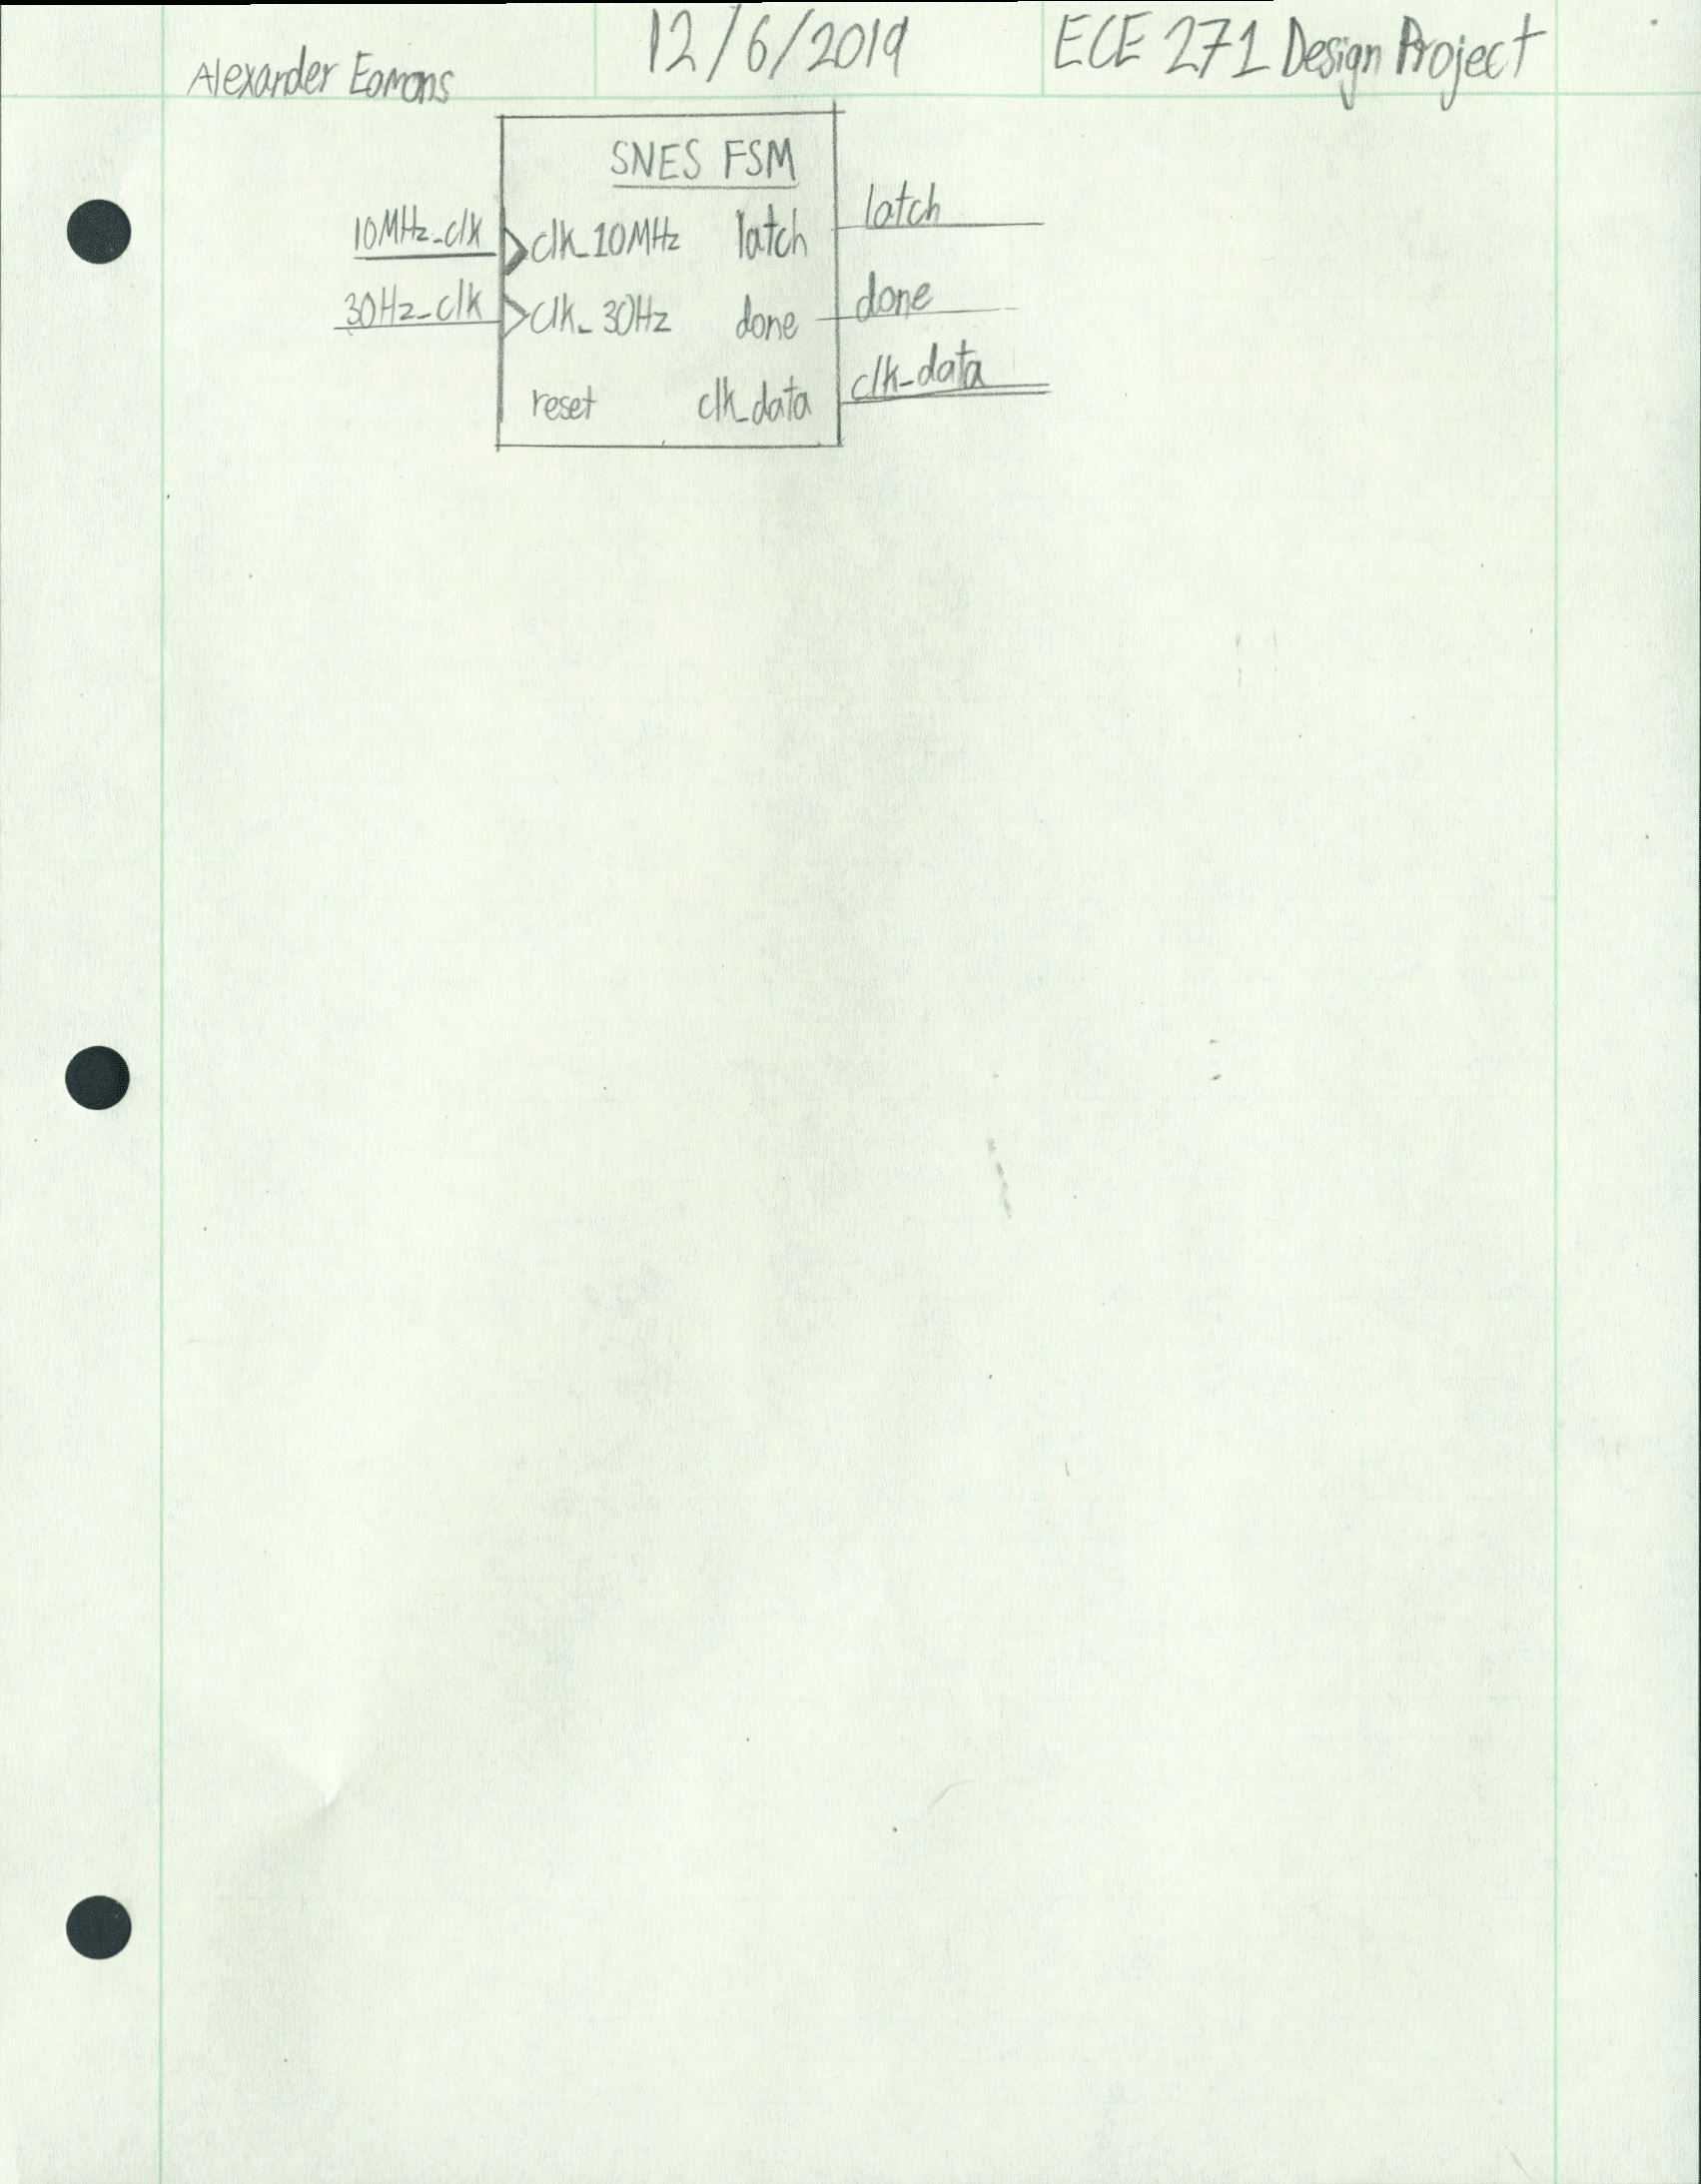 Alexander Eomons 12/6/2019 ECE 271 Design Project
SNES FSM
10MHz_clk clk_10MHz latch latch
30Hz_clk clk_30Hz done done
reset clk_data clk_data